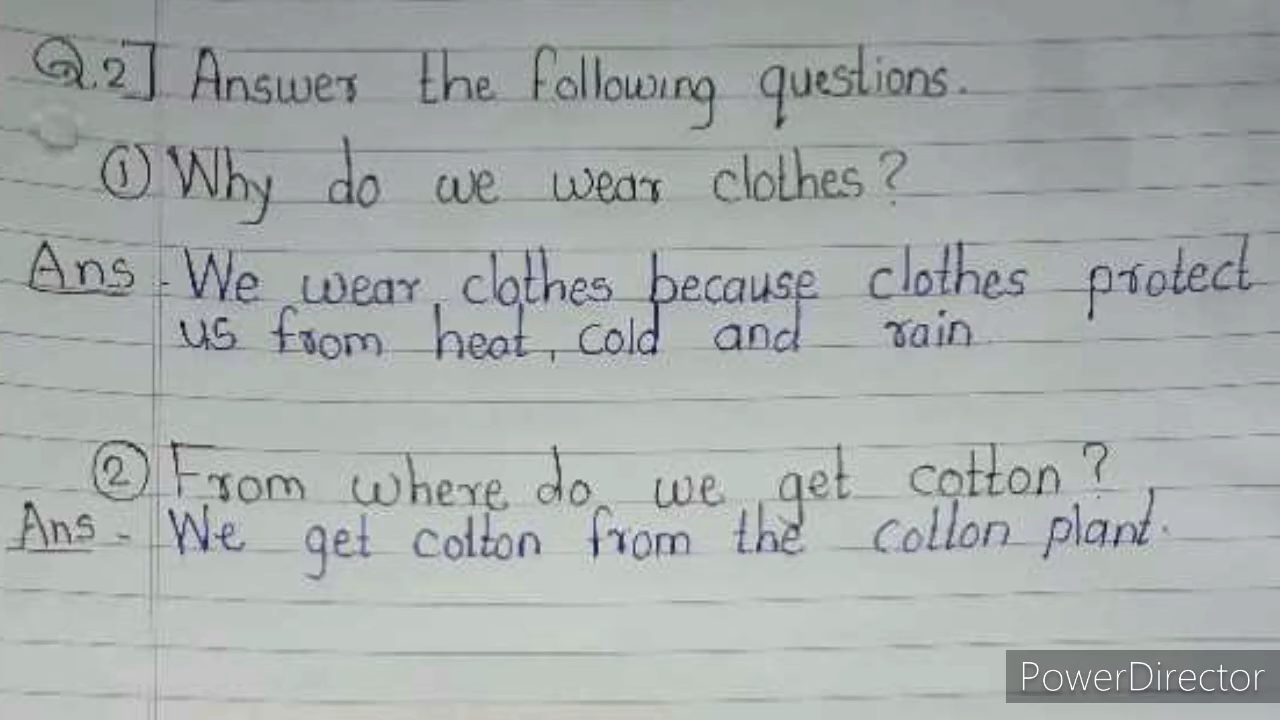 Q.2] Answer the following questions.
① Why do we wear clothes?
Ans - We wear clothes because clothes protect
us from heat, cold and rain
② From where do we get cotton?
Ans - We get cotton from the cotton plant.
PowerDirector